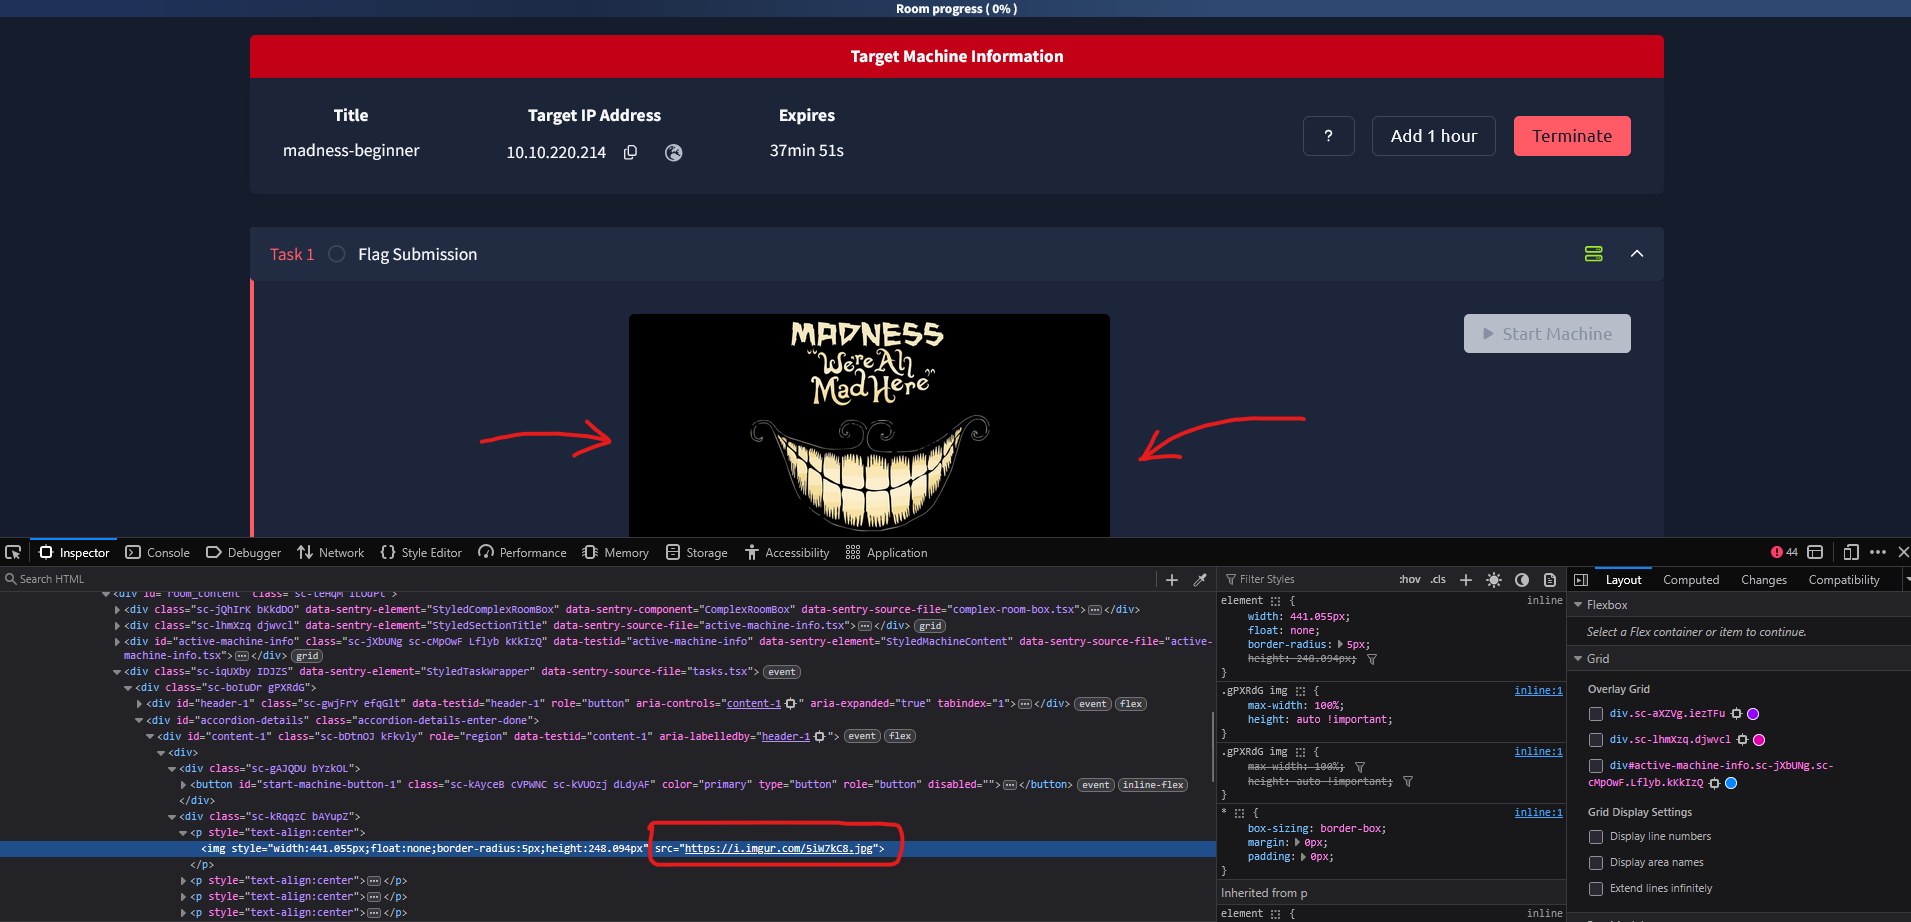 Room progress ( 0% )
Target Machine Information
Title
Target IP Address
Expires
madness-beginner
10.10.220.214
37min 51s
?
Add 1 hour
Terminate
Task 1
Flag Submission
Start Machine
MADNESS
"We're All
Mad Here"
Inspector
Console
Debugger
Network
Style Editor
Performance
Memory
Storage
Accessibility
Application
44
Search HTML
<div class="sc-jQhIrK bKkdDO" data-sentry-element="StyledComplexRoomBox" data-sentry-component="ComplexRoomBox" data-sentry-source-file="complex-room-box.tsx"></div>
<div class="sc-lhmXzq djwvcl" data-sentry-element="StyledSectionTitle" data-sentry-source-file="active-machine-info.tsx"></div> grid
<div id="active-machine-info" class="sc-jXbUNg sc-cMpOwF Lflyb kKkIzQ" data-testid="active-machine-info" data-sentry-element="StyledMachineContent" data-sentry-source-file="active-
machine-info.tsx"></div> grid
<div class="sc-iqUXby IDJZS" data-sentry-element="StyledTaskWrapper" data-sentry-source-file="tasks.tsx"> event
<div class="sc-boIuDr gPXRdG">
<div id="header-1" class="sc-gwjFrY efqGlt" data-testid="header-1" role="button" aria-controls="content-1" aria-expanded="true" tabindex="1"></div> event flex
<div id="accordion-details" class="accordion-details-enter-done">
<div id="content-1" class="sc-bDtnOJ kFkvly" role="region" data-testid="content-1" aria-labelledby="header-1"> event flex
<div>
<div class="sc-gAJQDU bYzkOL">
<button id="start-machine-button-1" class="sc-kAyceB cVPWNC sc-kVUOzj dLdyAF" color="primary" type="button" role="button" disabled=""></button> event inline-flex
</div>
<div class="sc-kRqqzC bAYupZ">
<p style="text-align:center">
<img style="width:441.055px;float:none;border-radius:5px;height:248.094px" src="https://i.imgur.com/5iW7kC8.jpg">
</p>
<p style="text-align:center"></p>
<p style="text-align:center"></p>
<p style="text-align:center"></p>
Filter Styles
:hov
.cls
element {
inline
width: 441.055px;
float: none;
border-radius: 5px;
height: 248.094px;
}
.gPXRdG img {
inline:1
max-width: 100%;
height: auto !important;
}
.gPXRdG img {
inline:1
max-width: 100%;
height: auto !important;
}
* {
inline:1
box-sizing: border-box;
margin: 0px;
padding: 0px;
}
Inherited from p
element {
inline
Layout
Computed
Changes
Compatibility
Flexbox
Select a Flex container or item to continue.
Grid
Overlay Grid
div.sc-aXZVg.iezTFu
div.sc-lhmXzq.djwvcl
div#active-machine-info.sc-jXbUNg.sc-
cMpOwF.Lflyb.kKkIzQ
Grid Display Settings
Display line numbers
Display area names
Extend lines infinitely